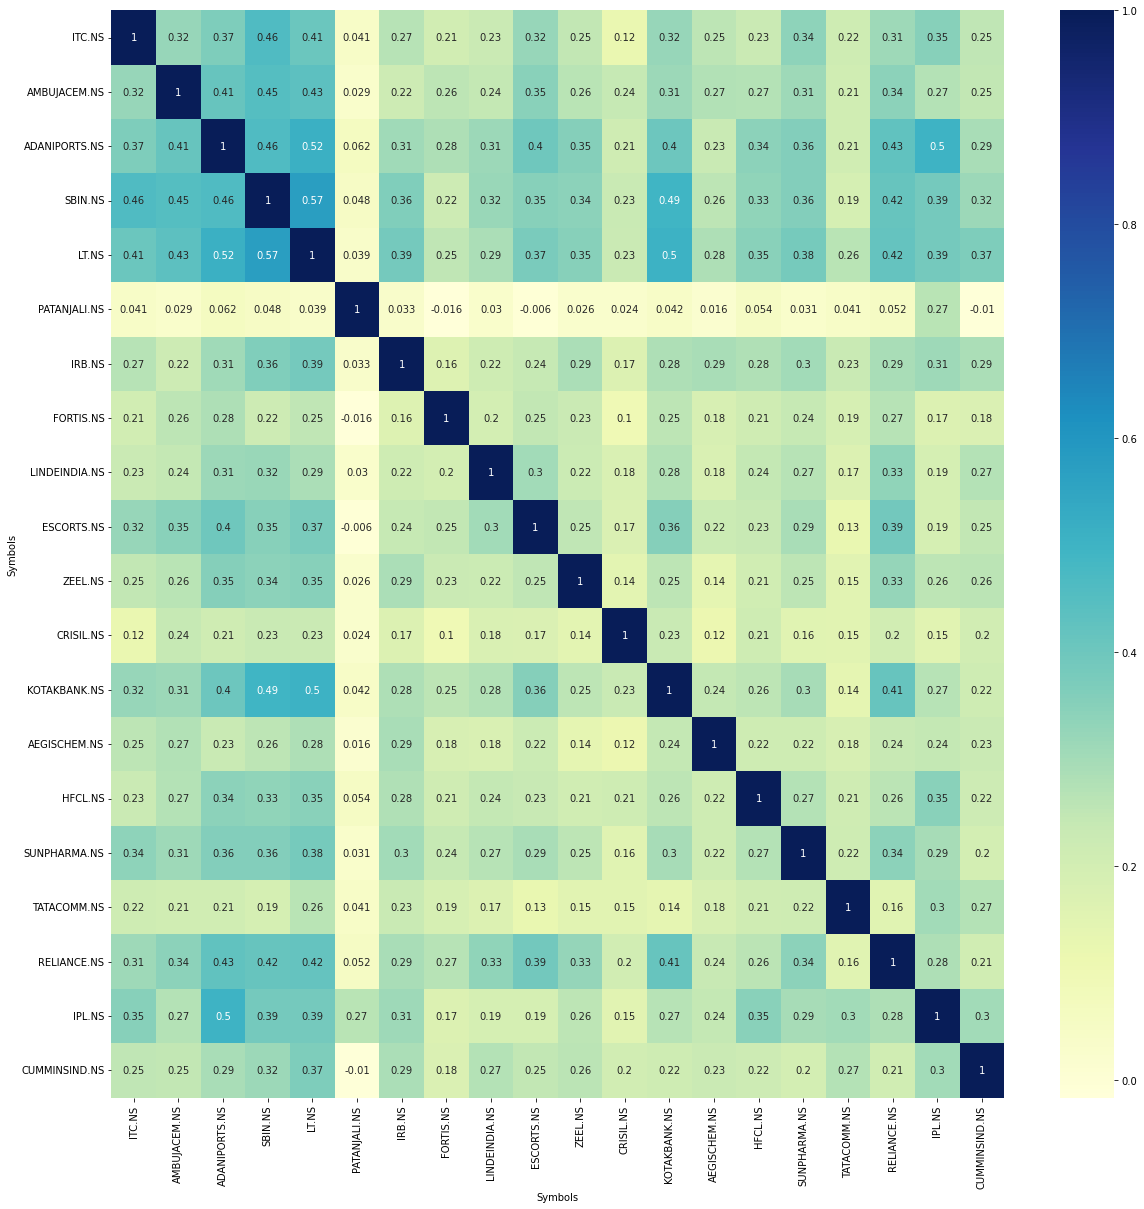 ITC.NS 1 0.32 0.37 0.46 0.41 0.041 0.27 0.21 0.23 0.32 0.25 0.12 0.32 0.25 0.23 0.34 0.22 0.31 0.35 0.25
AMBUJACEM.NS 0.32 1 0.41 0.45 0.43 0.029 0.22 0.26 0.24 0.35 0.26 0.24 0.31 0.27 0.27 0.31 0.21 0.34 0.27 0.25
ADANIPORTS.NS 0.37 0.41 1 0.46 0.52 0.062 0.31 0.28 0.31 0.4 0.35 0.21 0.4 0.23 0.34 0.36 0.21 0.43 0.5 0.29
SBIN.NS 0.46 0.45 0.46 1 0.57 0.048 0.36 0.22 0.32 0.35 0.34 0.23 0.49 0.26 0.33 0.36 0.19 0.42 0.39 0.32
LT.NS 0.41 0.43 0.52 0.57 1 0.039 0.39 0.25 0.29 0.37 0.35 0.23 0.5 0.28 0.35 0.38 0.26 0.42 0.39 0.37
PATANJALI.NS 0.041 0.029 0.062 0.048 0.039 1 0.033 -0.016 0.03 -0.006 0.026 0.024 0.042 0.016 0.054 0.031 0.041 0.052 0.27 -0.01
IRB.NS 0.27 0.22 0.31 0.36 0.39 0.033 1 0.16 0.22 0.24 0.29 0.17 0.28 0.29 0.28 0.3 0.23 0.29 0.31 0.29
FORTIS.NS 0.21 0.26 0.28 0.22 0.25 -0.016 0.16 1 0.2 0.25 0.23 0.1 0.25 0.18 0.21 0.24 0.19 0.27 0.17 0.18
LINDEINDIA.NS 0.23 0.24 0.31 0.32 0.29 0.03 0.22 0.2 1 0.3 0.22 0.18 0.28 0.18 0.24 0.27 0.17 0.33 0.19 0.27
ESCORTS.NS 0.32 0.35 0.4 0.35 0.37 -0.006 0.24 0.25 0.3 1 0.25 0.17 0.36 0.22 0.23 0.29 0.13 0.39 0.19 0.25
ZEEL.NS 0.25 0.26 0.35 0.34 0.35 0.026 0.29 0.23 0.22 0.25 1 0.14 0.25 0.14 0.21 0.25 0.15 0.33 0.26 0.26
CRISIL.NS 0.12 0.24 0.21 0.23 0.23 0.024 0.17 0.1 0.18 0.17 0.14 1 0.23 0.12 0.21 0.16 0.15 0.2 0.15 0.2
KOTAKBANK.NS 0.32 0.31 0.4 0.49 0.5 0.042 0.28 0.25 0.28 0.36 0.25 0.23 1 0.24 0.26 0.3 0.14 0.41 0.27 0.22
AEGISCHEM.NS 0.25 0.27 0.23 0.26 0.28 0.016 0.29 0.18 0.18 0.22 0.14 0.12 0.24 1 0.22 0.22 0.18 0.24 0.24 0.23
HFCL.NS 0.23 0.27 0.34 0.33 0.35 0.054 0.28 0.21 0.24 0.23 0.21 0.21 0.26 0.22 1 0.27 0.21 0.26 0.35 0.22
SUNPHARMA.NS 0.34 0.31 0.36 0.36 0.38 0.031 0.3 0.24 0.27 0.29 0.25 0.16 0.3 0.22 0.27 1 0.22 0.34 0.29 0.2
TATACOMM.NS 0.22 0.21 0.21 0.19 0.26 0.041 0.23 0.19 0.17 0.13 0.15 0.15 0.14 0.18 0.21 0.22 1 0.16 0.3 0.27
RELIANCE.NS 0.31 0.34 0.43 0.42 0.42 0.052 0.29 0.27 0.33 0.39 0.33 0.2 0.41 0.24 0.26 0.34 0.16 1 0.28 0.21
IPL.NS 0.35 0.27 0.5 0.39 0.39 0.27 0.31 0.17 0.19 0.19 0.26 0.15 0.27 0.24 0.35 0.29 0.3 0.28 1 0.3
CUMMINSIND.NS 0.25 0.25 0.29 0.32 0.37 -0.01 0.29 0.18 0.27 0.25 0.26 0.2 0.22 0.23 0.22 0.2 0.27 0.21 0.3 1
Symbols
ITC.NS
AMBUJACEM.NS
ADANIPORTS.NS
SBIN.NS
LT.NS
PATANJALI.NS
IRB.NS
FORTIS.NS
LINDEINDIA.NS
ESCORTS.NS
ZEEL.NS
CRISIL.NS
KOTAKBANK.NS
AEGISCHEM.NS
HFCL.NS
SUNPHARMA.NS
TATACOMM.NS
RELIANCE.NS
IPL.NS
CUMMINSIND.NS
Symbols
1.0
0.8
0.6
0.4
0.2
0.0